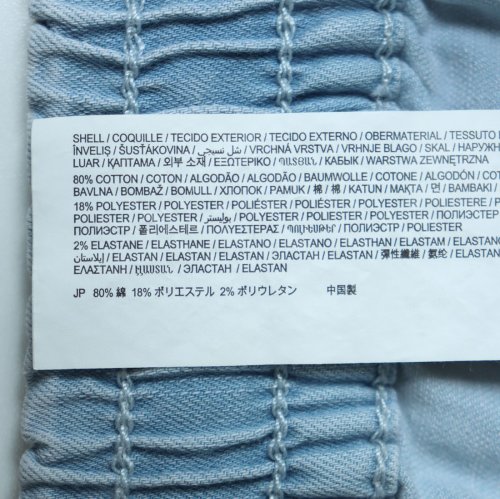 SHELL / COQUILLE / TECIDO EXTERIOR / TECIDO EXTERNO / OBERMATERIAL / TESSUTO
ÎNVELIȘ / ŠUSTÁKOVINA / شل نسيجي / VRCHNÁ VRSTVA / VRHNJE BLAGO / SKAL / НАРУЖН
LUAR / ҚАПТАМА / 외부 소재 / ΕΞΩΤΕΡΙΚΟ / ՊԱՍՏԱՌ / КАБЫК / WARSTWA ZEWNĘTRZNA
80% COTTON / COTON / ALGODÃO / ALGODÃO / BAUMWOLLE / COTONE / ALGODÓN / COT
BAVLNA / BOMBAŽ / BOMULL / ХЛОПОК / PAMUK / 棉 / 棉 / KATUN / МАҚТА / 면 / ΒΑΜΒΑΚΙ /
18% POLYESTER / POLYESTER / POLIÉSTER / POLIÉSTER / POLYESTER / POLIESTERE / P
POLIESTER / POLYESTER / بوليستر / POLYESTER / POLIESTER / POLYESTER / ПОЛИЭСТЕР
ПОЛИЭСТЕР / 폴리에스테르 / ΠΟΛΥΕΣΤΕΡΑΣ / ՊՈԼԻԷՍԹԵՐ / ПОЛИЭСТЕР / POLIESTER
2% ELASTANE / ELASTHANE / ELASTANO / ELASTANO / ELASTHAN / ELASTAM / ELASTANO
إيلاستان / ELASTAN / ELASTAN / ELASTAN / ЭЛАСТАН / ELASTAN / 彈性纖維 / 氨纶 / ELASTAN
ΕΛΑΣΤΑΝΗ / ԷԼԱՍՏԱՆ / ЭЛАСТАН / ELASTAN
JP 80% 綿 18% ポリエステル 2% ポリウレタン 中国製